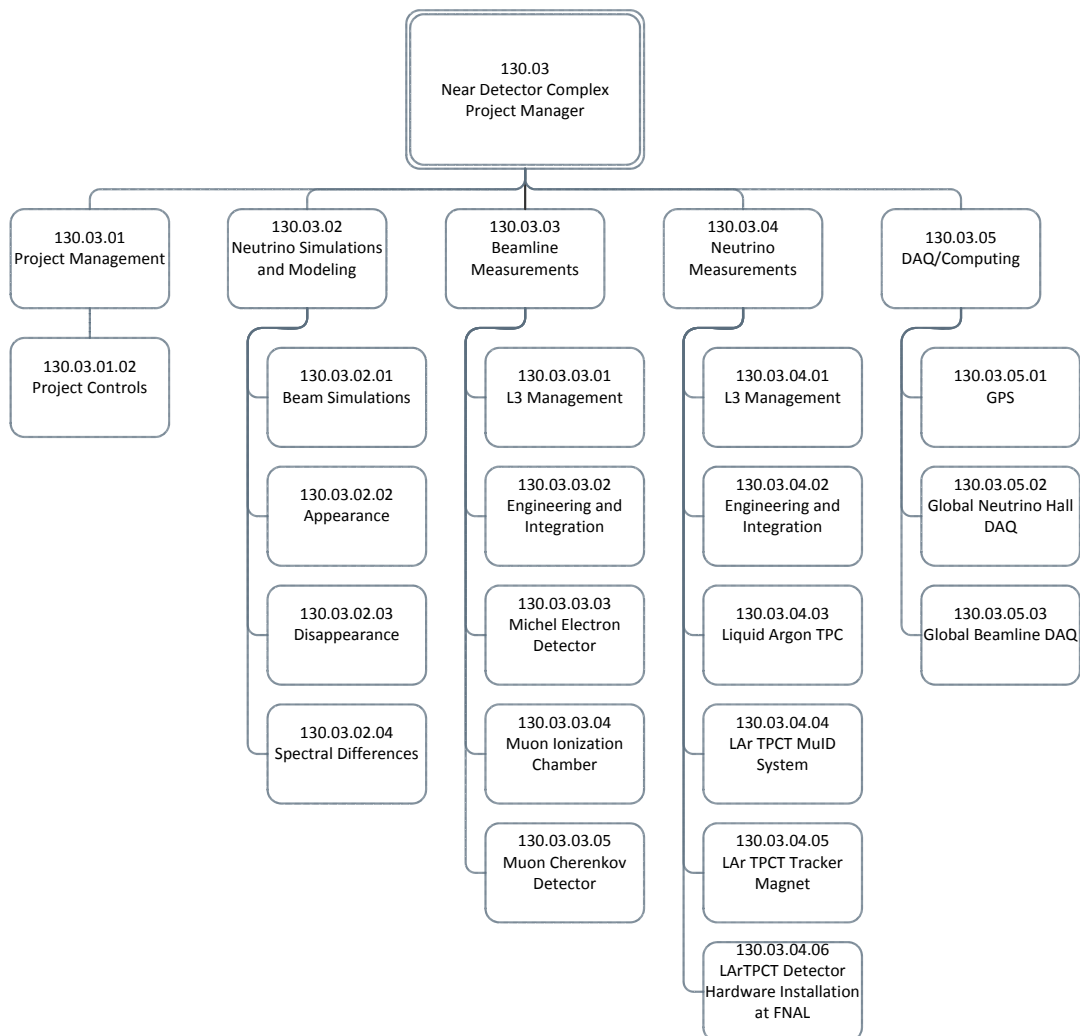 130.03
Near Detector Complex
Project Manager
130.03.01
Project Management
130.03.02
Neutrino Simulations
and Modeling
130.03.03
Beamline
Measurements
130.03.04
Neutrino
Measurements
130.03.05
DAQ/Computing
130.03.01.02
Project Controls
130.03.02.01
Beam Simulations
130.03.02.02
Appearance
130.03.02.03
Disappearance
130.03.02.04
Spectral Differences
130.03.03.01
L3 Management
130.03.03.02
Engineering and
Integration
130.03.03.03
Michel Electron
Detector
130.03.03.04
Muon Ionization
Chamber
130.03.03.05
Muon Cherenkov
Detector
130.03.04.01
L3 Management
130.03.04.02
Engineering and
Integration
130.03.04.03
Liquid Argon TPC
130.03.04.04
LAr TPCT MuID
System
130.03.04.05
LAr TPCT Tracker
Magnet
130.03.04.06
LArTPCT Detector
Hardware Installation
at FNAL
130.03.05.01
GPS
130.03.05.02
Global Neutrino Hall
DAQ
130.03.05.03
Global Beamline DAQ